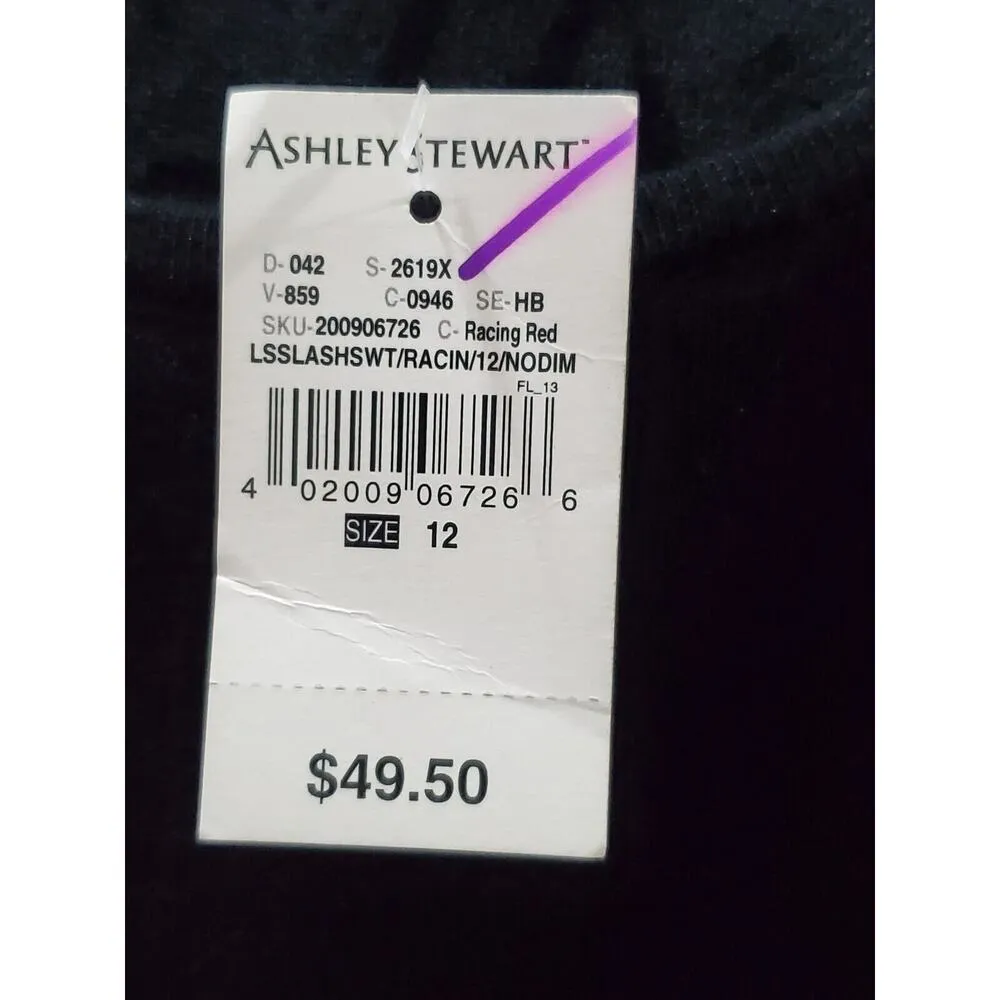 ASHLEY STEWART™
D- 042 S- 2619X
V-859 C-0946 SE-HB
SKU-200906726 C- Racing Red
LSSLASHSWT/RACIN/12/NODIM
FL_13
4 02009 06726 6
SIZE 12
$49.50